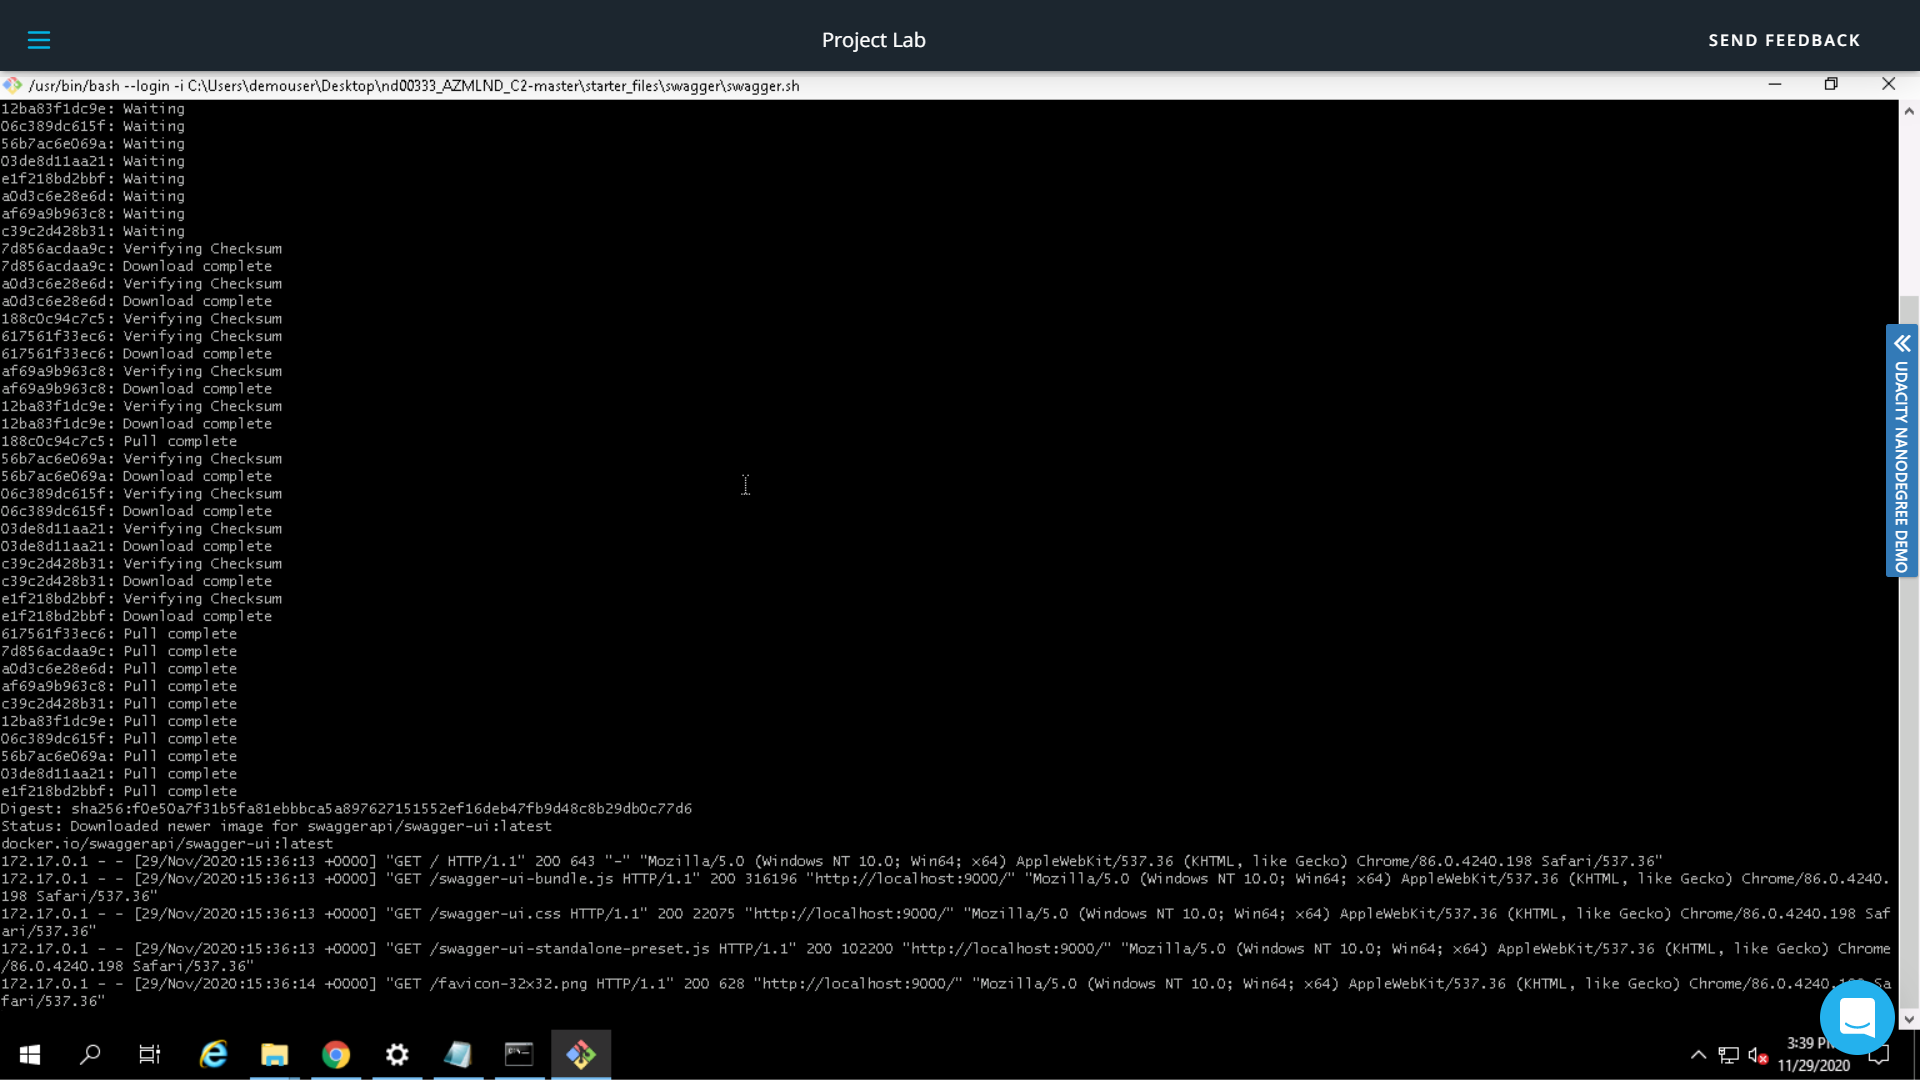 Project Lab
SEND FEEDBACK
/usr/bin/bash --login -i C:\Users\demouser\Desktop\nd00333_AZMLND_C2-master\starter_files\swagger\swagger.sh
12ba83f1dc9e: Waiting
06c389dc615f: Waiting
56b7ac6e069a: Waiting
03de8d11aa21: Waiting
e1f218bd2bbf: Waiting
a0d3c6e28e6d: Waiting
af69a9b963c8: Waiting
c39c2d428b31: Waiting
7d856acdaa9c: Verifying Checksum
7d856acdaa9c: Download complete
a0d3c6e28e6d: Verifying Checksum
a0d3c6e28e6d: Download complete
188c0c94c7c5: Verifying Checksum
617561f33ec6: Verifying Checksum
617561f33ec6: Download complete
af69a9b963c8: Verifying Checksum
af69a9b963c8: Download complete
12ba83f1dc9e: Verifying Checksum
12ba83f1dc9e: Download complete
188c0c94c7c5: Pull complete
56b7ac6e069a: Verifying Checksum
56b7ac6e069a: Download complete
06c389dc615f: Verifying Checksum
06c389dc615f: Download complete
03de8d11aa21: Verifying Checksum
03de8d11aa21: Download complete
c39c2d428b31: Verifying Checksum
c39c2d428b31: Download complete
e1f218bd2bbf: Verifying Checksum
e1f218bd2bbf: Download complete
617561f33ec6: Pull complete
7d856acdaa9c: Pull complete
a0d3c6e28e6d: Pull complete
af69a9b963c8: Pull complete
c39c2d428b31: Pull complete
12ba83f1dc9e: Pull complete
06c389dc615f: Pull complete
56b7ac6e069a: Pull complete
03de8d11aa21: Pull complete
e1f218bd2bbf: Pull complete
Digest: sha256:f0e50a7f31b5fa81ebbbca5a897627151552ef16deb47fb9d48c8b29db0c77d6
Status: Downloaded newer image for swaggerapi/swagger-ui:latest
docker.io/swaggerapi/swagger-ui:latest
172.17.0.1 - - [29/Nov/2020:15:36:13 +0000] "GET / HTTP/1.1" 200 643 "-" "Mozilla/5.0 (Windows NT 10.0; Win64; x64) AppleWebKit/537.36 (KHTML, like Gecko) Chrome/86.0.4240.198 Safari/537.36"
172.17.0.1 - - [29/Nov/2020:15:36:13 +0000] "GET /swagger-ui-bundle.js HTTP/1.1" 200 316196 "http://localhost:9000/" "Mozilla/5.0 (Windows NT 10.0; Win64; x64) AppleWebKit/537.36 (KHTML, like Gecko) Chrome/86.0.4240.
198 Safari/537.36"
172.17.0.1 - - [29/Nov/2020:15:36:13 +0000] "GET /swagger-ui.css HTTP/1.1" 200 22075 "http://localhost:9000/" "Mozilla/5.0 (Windows NT 10.0; Win64; x64) AppleWebKit/537.36 (KHTML, like Gecko) Chrome/86.0.4240.198 Saf
ari/537.36"
172.17.0.1 - - [29/Nov/2020:15:36:13 +0000] "GET /swagger-ui-standalone-preset.js HTTP/1.1" 200 102200 "http://localhost:9000/" "Mozilla/5.0 (Windows NT 10.0; Win64; x64) AppleWebKit/537.36 (KHTML, like Gecko) Chrome
/86.0.4240.198 Safari/537.36"
172.17.0.1 - - [29/Nov/2020:15:36:14 +0000] "GET /favicon-32x32.png HTTP/1.1" 200 628 "http://localhost:9000/" "Mozilla/5.0 (Windows NT 10.0; Win64; x64) AppleWebKit/537.36 (KHTML, like Gecko) Chrome/86.0.4240.198 Sa
fari/537.36"
UDACITY NANODEGREE DEMO
3:39 PM
11/29/2020